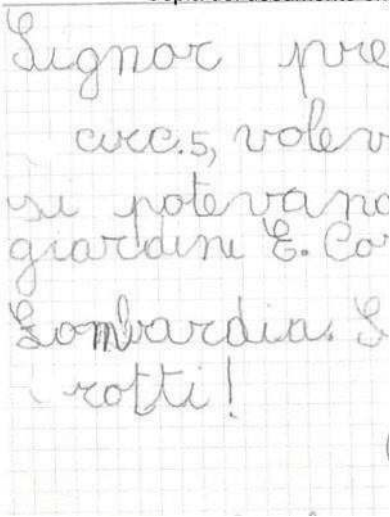 Signor pre
circ.5, volev
si potevano
giardini E. Co
Lombardia. S
rotti!